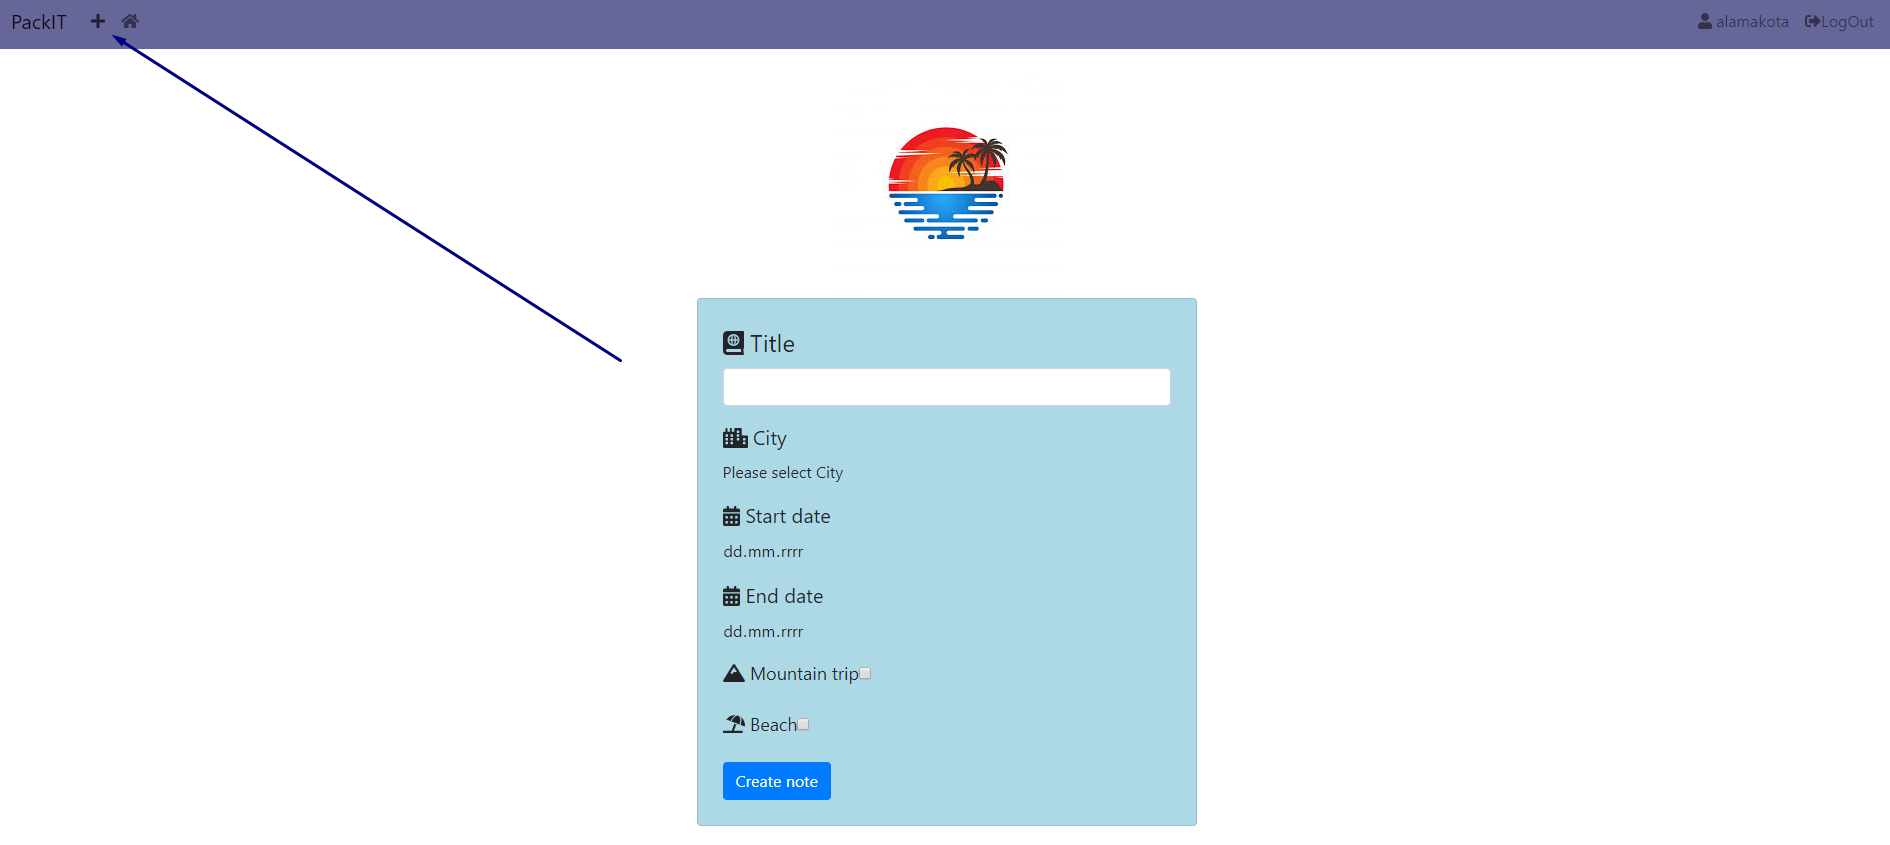 PackIT
alamakota LogOut
Title
City
Please select City
Start date
dd.mm.rrrr
End date
dd.mm.rrrr
Mountain trip
Beach
Create note